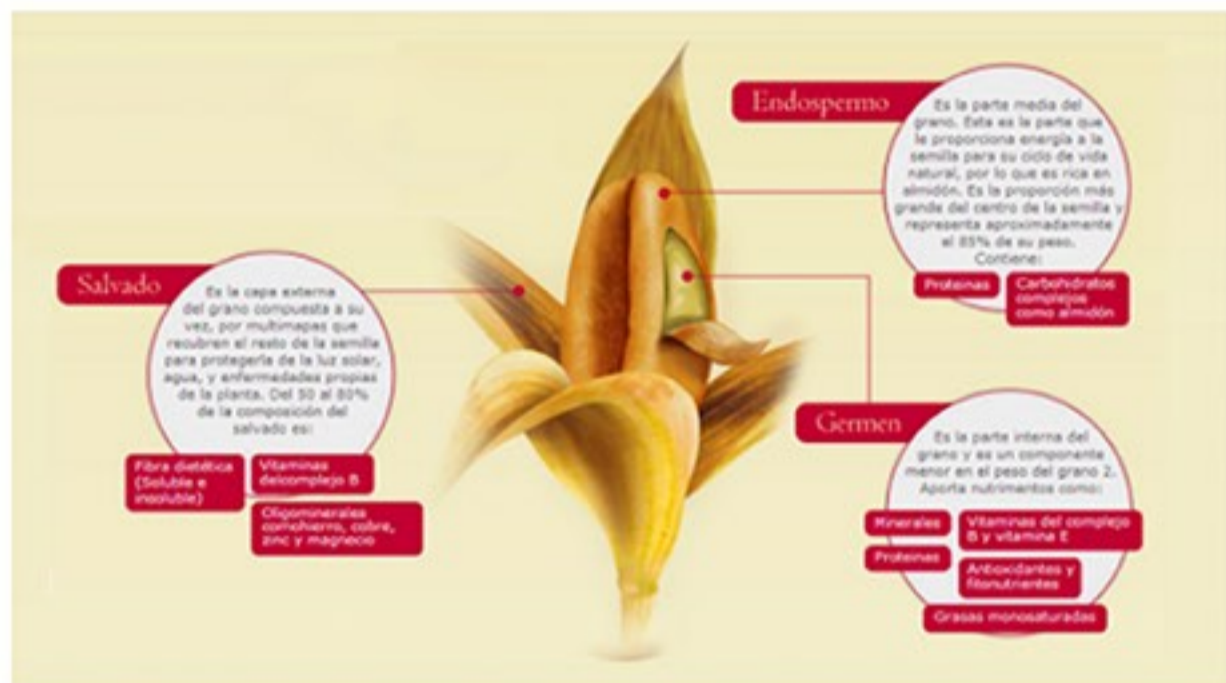 Endospermo
Es la parte media del
grano. Esta es la parte que
le proporciona energía a la
semilla para su ciclo de vida
natural, por lo que es rica en
almidón. Es la proporción más
grande del centro de la semilla y
representa aproximadamente
el 85% de su peso.
Contiene:
Proteinas
Carbohidratos
complejos
como almidón
Salvado
Es la capa externa
del grano compuesta a su
vez, por multimapas que
recubren el resto de la semilla
para protegerla de la luz solar,
agua, y enfermedades propias
de la planta. Del 50 al 80%
de la composición del
salvado es:
Fibra dietética
(Soluble e
insoluble)
Vitaminas
delcomplejo B
Oligominerales
comohierro, cobre,
zinc y magnecio
Germen
Es la parte interna del
grano y es un componente
menor en el peso del grano 2.
Aporta nutrimentos como:
Minerales
Vitaminas del complejo
B y vitamina E
Proteinas
Antioxidantes y
fitonutrientes
Grasas monosaturadas